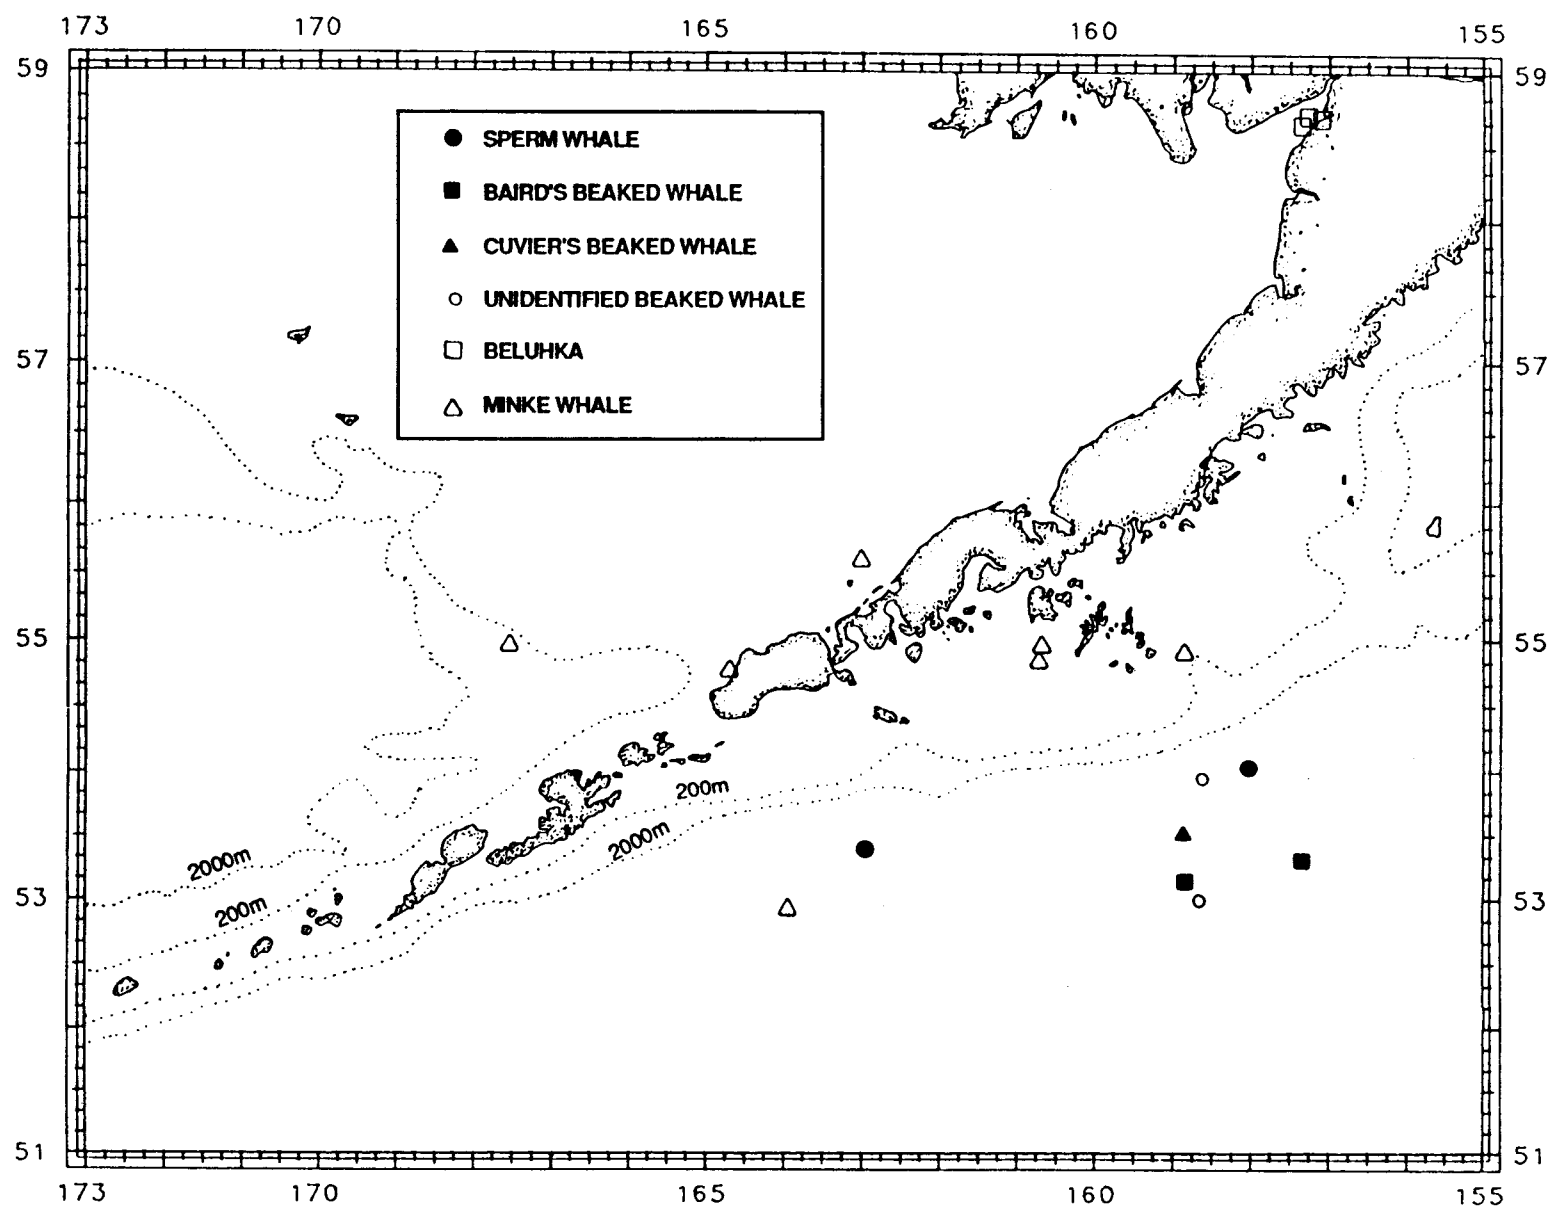 173 170 165 160 155
59 59
SPERM WHALE
BAIRD'S BEAKED WHALE
CUVIER'S BEAKED WHALE
UNIDENTIFIED BEAKED WHALE
BELUHKA
MINKE WHALE
57 57
55 55
200m
2000m
2000m
200m
53 53
51 51
173 170 165 160 155